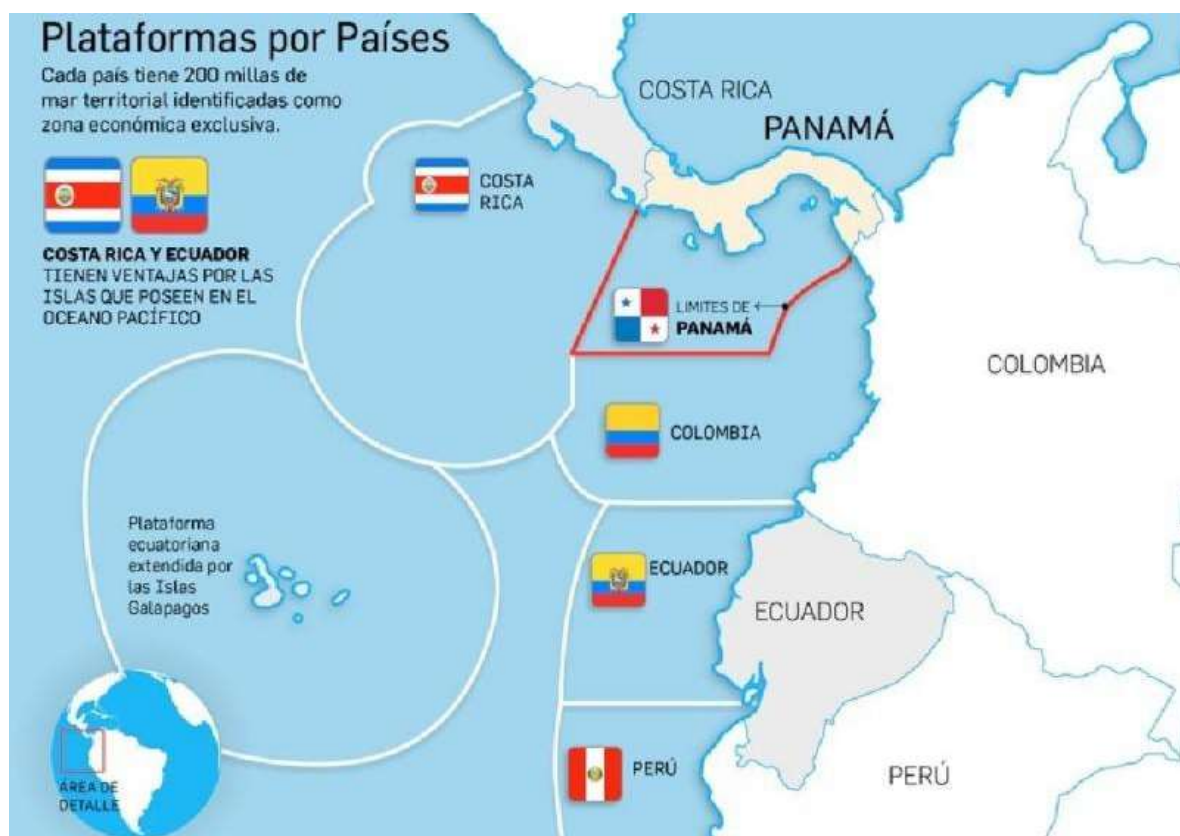 Plataformas por Países
Cada país tiene 200 millas de
mar territorial identificadas como
zona económica exclusiva.
COSTA RICA Y ECUADOR
TIENEN VENTAJAS POR LAS
ISLAS QUE POSEEN EN EL
OCEANO PACÍFICO
COSTA RICA
PANAMÁ
COSTA
RICA
LIMITES DE
PANAMÁ
COLOMBIA
COLOMBIA
Plataforma
ecuatoriana
extendida por
las Islas
Galapagos
ECUADOR
ECUADOR
PERÚ
PERÚ
ÁREA DE
DETALLE